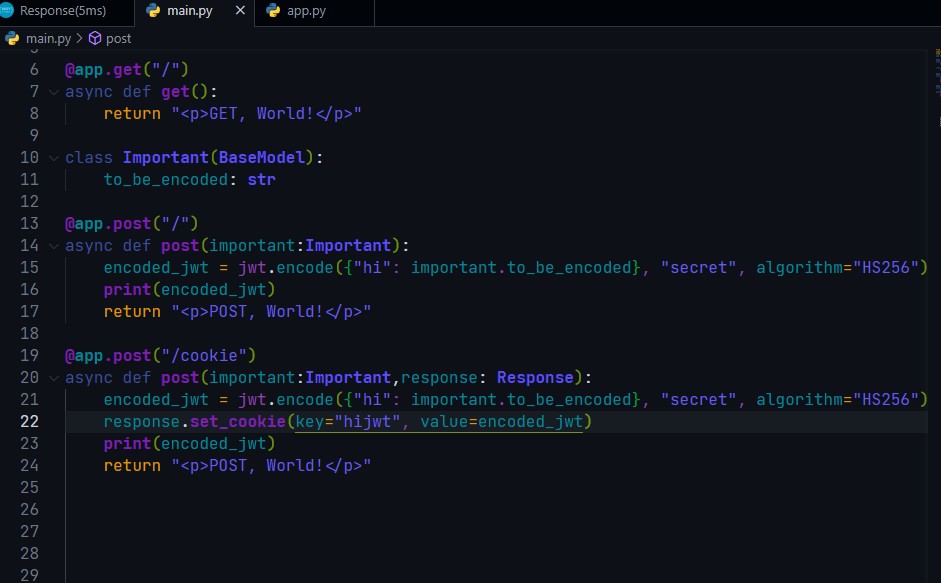 Response(5ms) main.py × app.py
main.py > post
6 @app.get("/")
7 async def get():
8     return "<p>GET, World!</p>"
9
10 class Important(BaseModel):
11     to_be_encoded: str
12
13 @app.post("/")
14 async def post(important:Important):
15     encoded_jwt = jwt.encode({"hi": important.to_be_encoded}, "secret", algorithm="HS256")
16     print(encoded_jwt)
17     return "<p>POST, World!</p>"
18
19 @app.post("/cookie")
20 async def post(important:Important,response: Response):
21     encoded_jwt = jwt.encode({"hi": important.to_be_encoded}, "secret", algorithm="HS256")
22     response.set_cookie(key="hijwt", value=encoded_jwt)
23     print(encoded_jwt)
24     return "<p>POST, World!</p>"
25
26
27
28
29